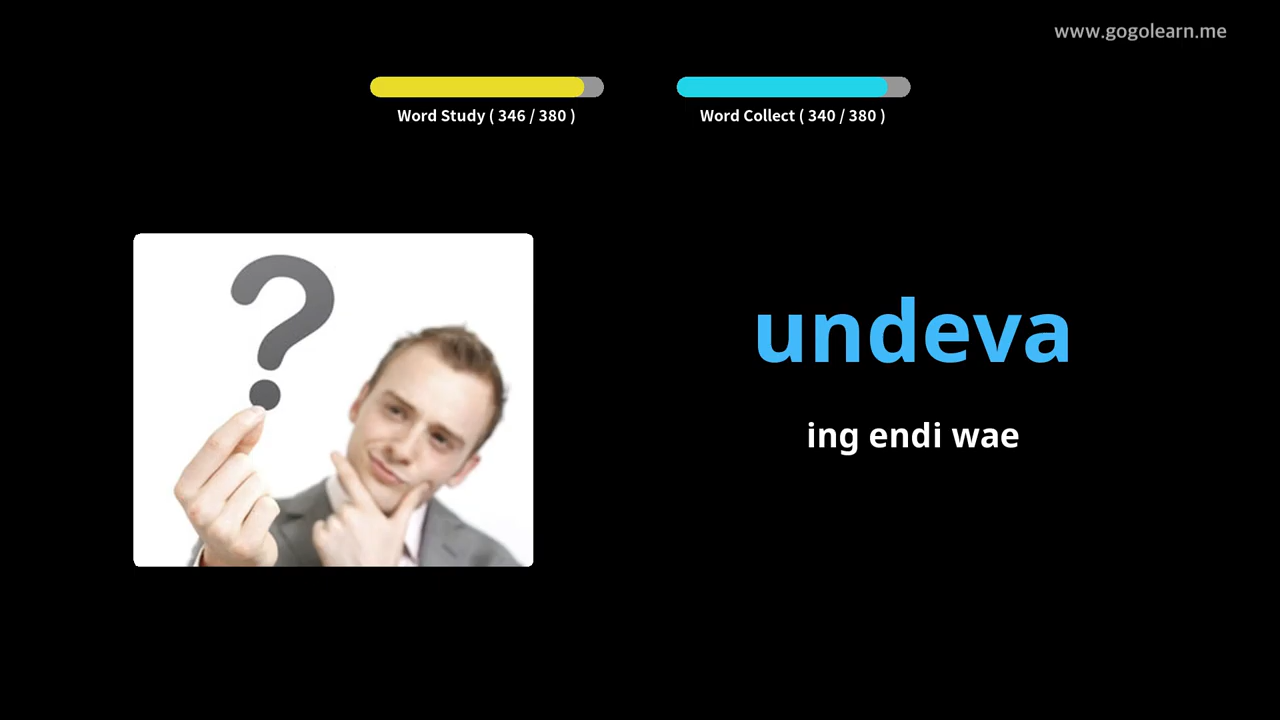 www.gogolearn.me
Word Study ( 346 / 380 )
Word Collect ( 340 / 380 )
undeva
ing endi wae